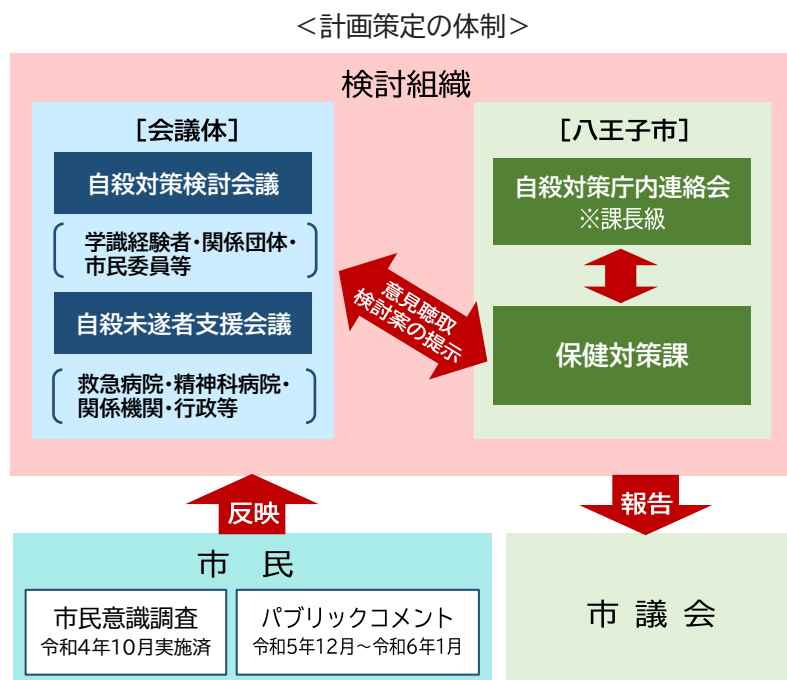 ＜計画策定の体制＞
検討組織
［会議体］
自殺対策検討会議
学識経験者・関係団体・
市民委員等
自殺未遂者支援会議
救急病院・精神科病院・
関係機関・行政等
意見聴取
検討案の提示
［八王子市］
自殺対策庁内連絡会
※課長級
保健対策課
反映
報告
市　民
市民意識調査
令和4年10月実施済
パブリックコメント
令和5年12月～令和6年1月
市 議 会